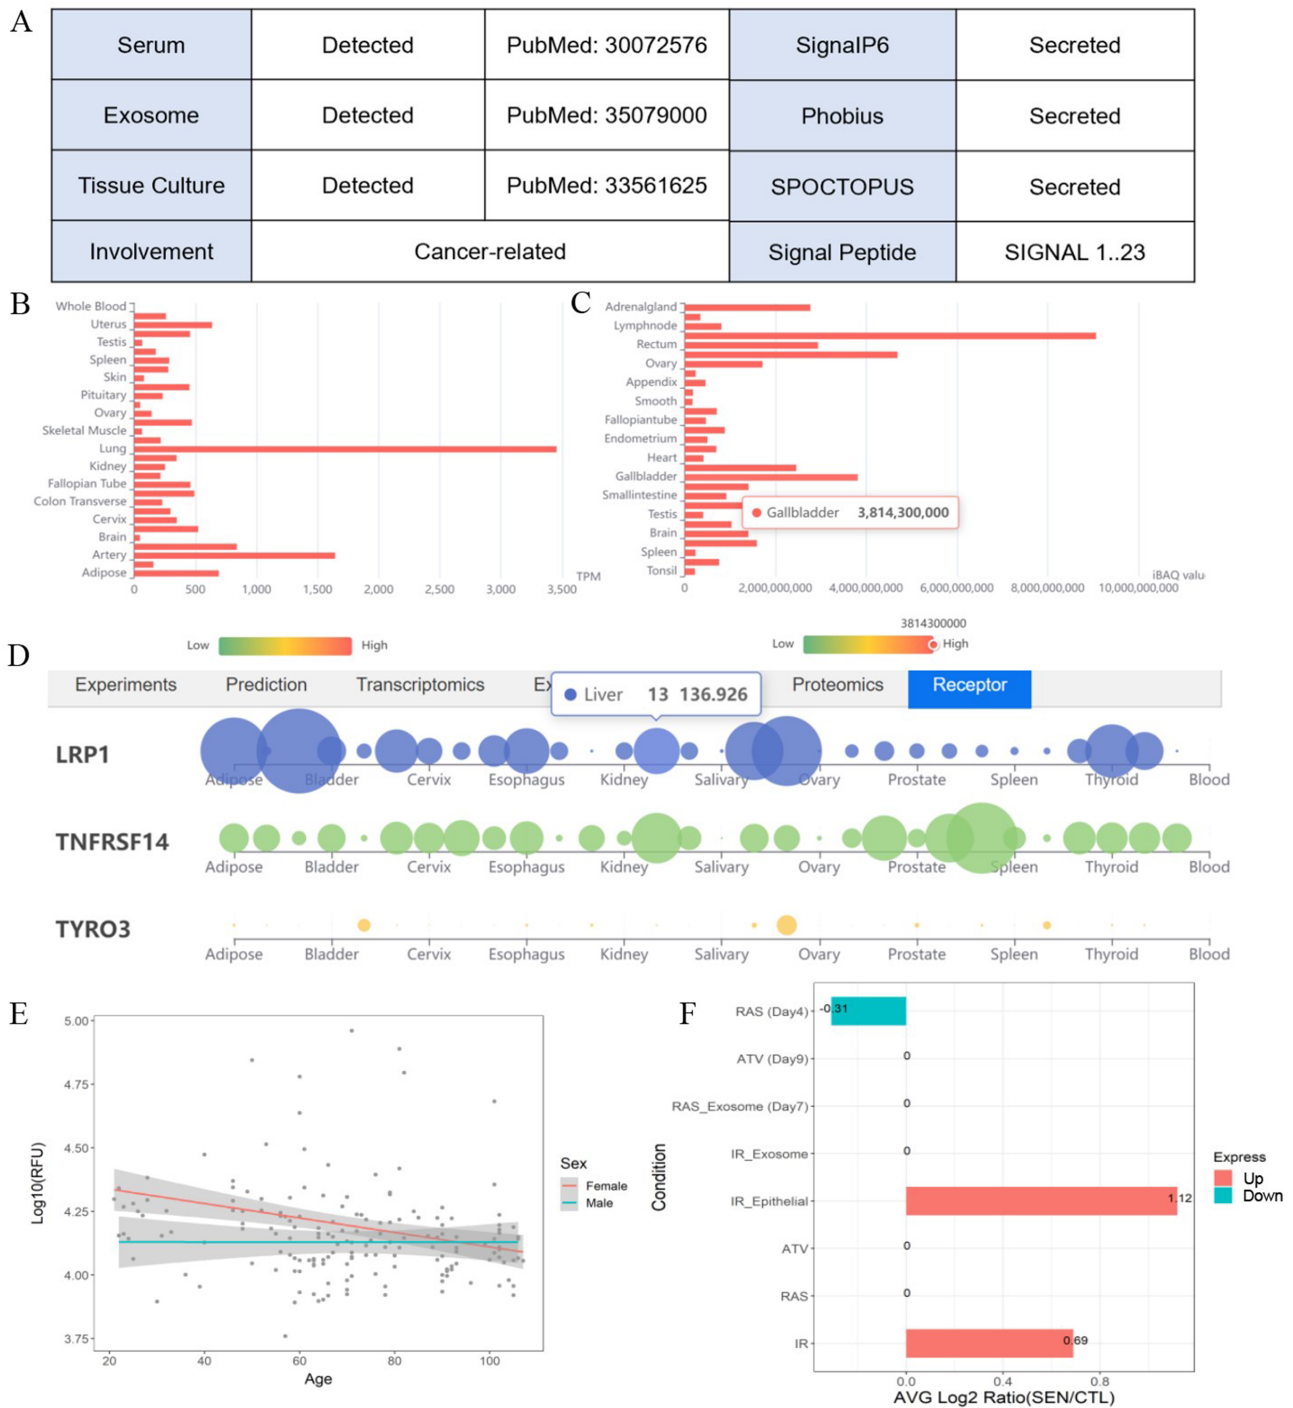 A
Serum Detected PubMed: 30072576 SignalP6 Secreted
Exosome Detected PubMed: 35079000 Phobius Secreted
Tissue Culture Detected PubMed: 33561625 SPOCTOPUS Secreted
Involvement Cancer-related Signal Peptide SIGNAL 1..23
B
Whole Blood
Uterus
Testis
Spleen
Skin
Pituitary
Ovary
Skeletal Muscle
Lung
Kidney
Fallopian Tube
Colon Transverse
Cervix
Brain
Artery
Adipose
TPM
0 500 1,000 1,500 2,000 2,500 3,000 3,500
Low High
C
Adrenalgland
Lymphnode
Rectum
Ovary
Appendix
Smooth
Fallopiantube
Endometrium
Heart
Gallbladder
Smallintestine
Gallbladder 3,814,300,000
Testis
Brain
Spleen
Tonsil
iBAQ valu
0 2,000,000,000 4,000,000,000 6,000,000,000 8,000,000,000 10,000,000,000
3814300000
Low High
D
Experiments Prediction Transcriptomics Ex Proteomics Receptor
Liver 13 136.926
LRP1
Adipose Bladder Cervix Esophagus Kidney Salivary Ovary Prostate Spleen Thyroid Blood
TNFRSF14
Adipose Bladder Cervix Esophagus Kidney Salivary Ovary Prostate Spleen Thyroid Blood
TYRO3
Adipose Bladder Cervix Esophagus Kidney Salivary Ovary Prostate Spleen Thyroid Blood
E
Log10(RFU)
5.00
4.75
4.50
4.25
4.00
3.75
20 40 60 80 100
Age
Sex
Female
Male
F
Condition
RAS (Day4) -0.31
ATV (Day9) 0
RAS_Exosome (Day7) 0
IR_Exosome 0
IR_Epithelial 1.12
ATV 0
RAS 0
IR 0.69
0.0 0.4 0.8
AVG Log2 Ratio(SEN/CTL)
Express
Up
Down